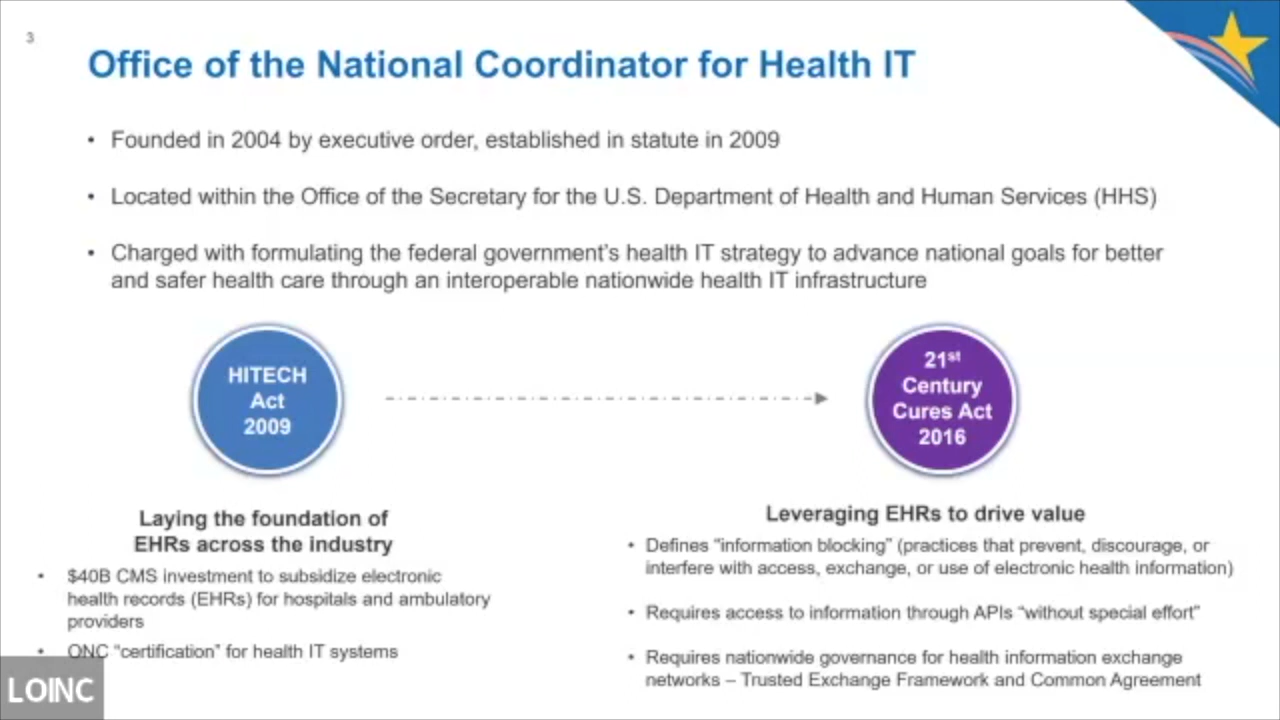 3
Office of the National Coordinator for Health IT
• Founded in 2004 by executive order, established in statute in 2009
• Located within the Office of the Secretary for the U.S. Department of Health and Human Services (HHS)
• Charged with formulating the federal government’s health IT strategy to advance national goals for better
and safer health care through an interoperable nationwide health IT infrastructure
HITECH
Act
2009
21st
Century
Cures Act
2016
Laying the foundation of
EHRs across the industry
• $40B CMS investment to subsidize electronic
health records (EHRs) for hospitals and ambulatory
providers
• ONC “certification” for health IT systems
Leveraging EHRs to drive value
• Defines “information blocking” (practices that prevent, discourage, or
interfere with access, exchange, or use of electronic health information)
• Requires access to information through APIs “without special effort”
• Requires nationwide governance for health information exchange
networks – Trusted Exchange Framework and Common Agreement
LOINC